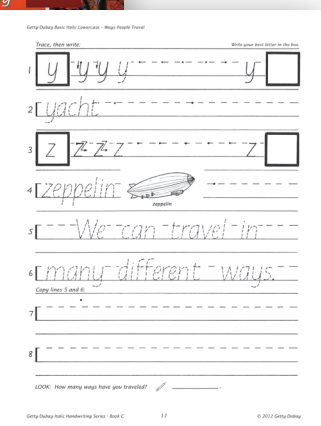 y
Getty-Dubay Basic Italic Lowercase - Ways People Travel
Trace, then write.
Write your best letter in the box.
1 y y y y y
2 yacht
3 z z z z z
4 zeppelin
zeppelin
5 We can travel in
6 many different ways.
Copy lines 5 and 6:
7
8
LOOK: How many ways have you traveled? .
Getty-Dubay Italic Handwriting Series - Book C 11 © 2012 Getty-Dubay